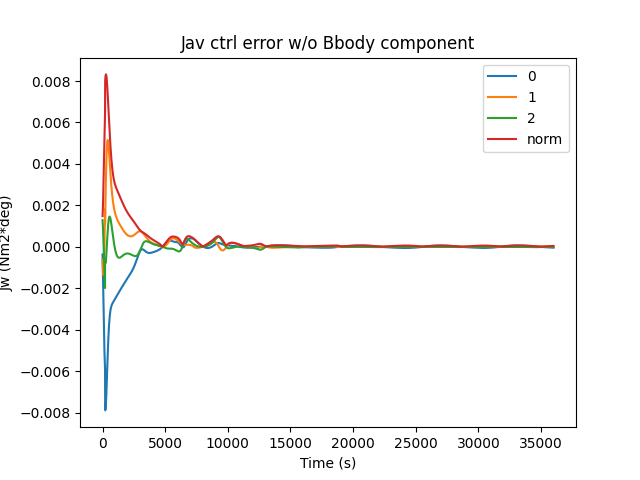 Jav ctrl error w/o Bbody component
0
1
2
norm
Jw (Nm2*deg)
0.008
0.006
0.004
0.002
0.000
−0.002
−0.004
−0.006
−0.008
0 5000 10000 15000 20000 25000 30000 35000
Time (s)